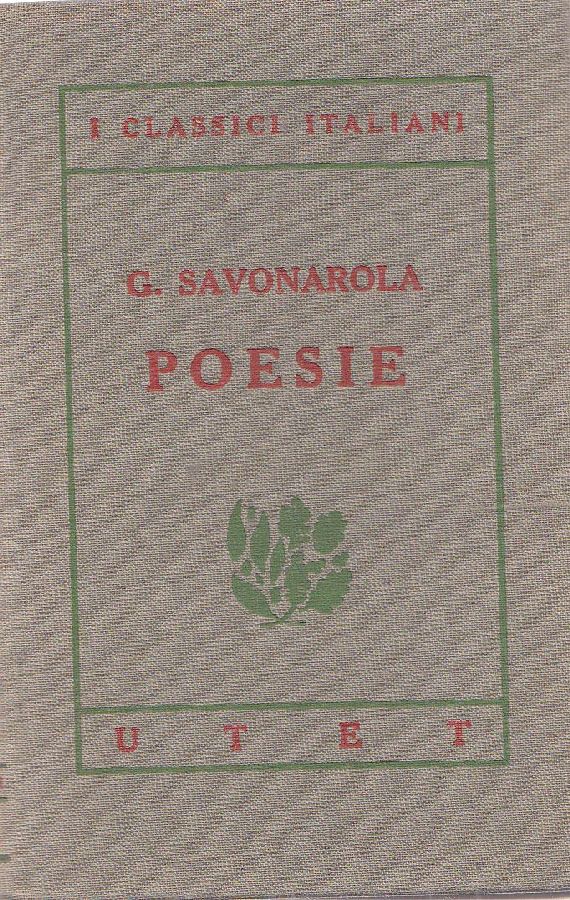 I CLASSICI ITALIANI
G. SAVONAROLA
POESIE
U T E T